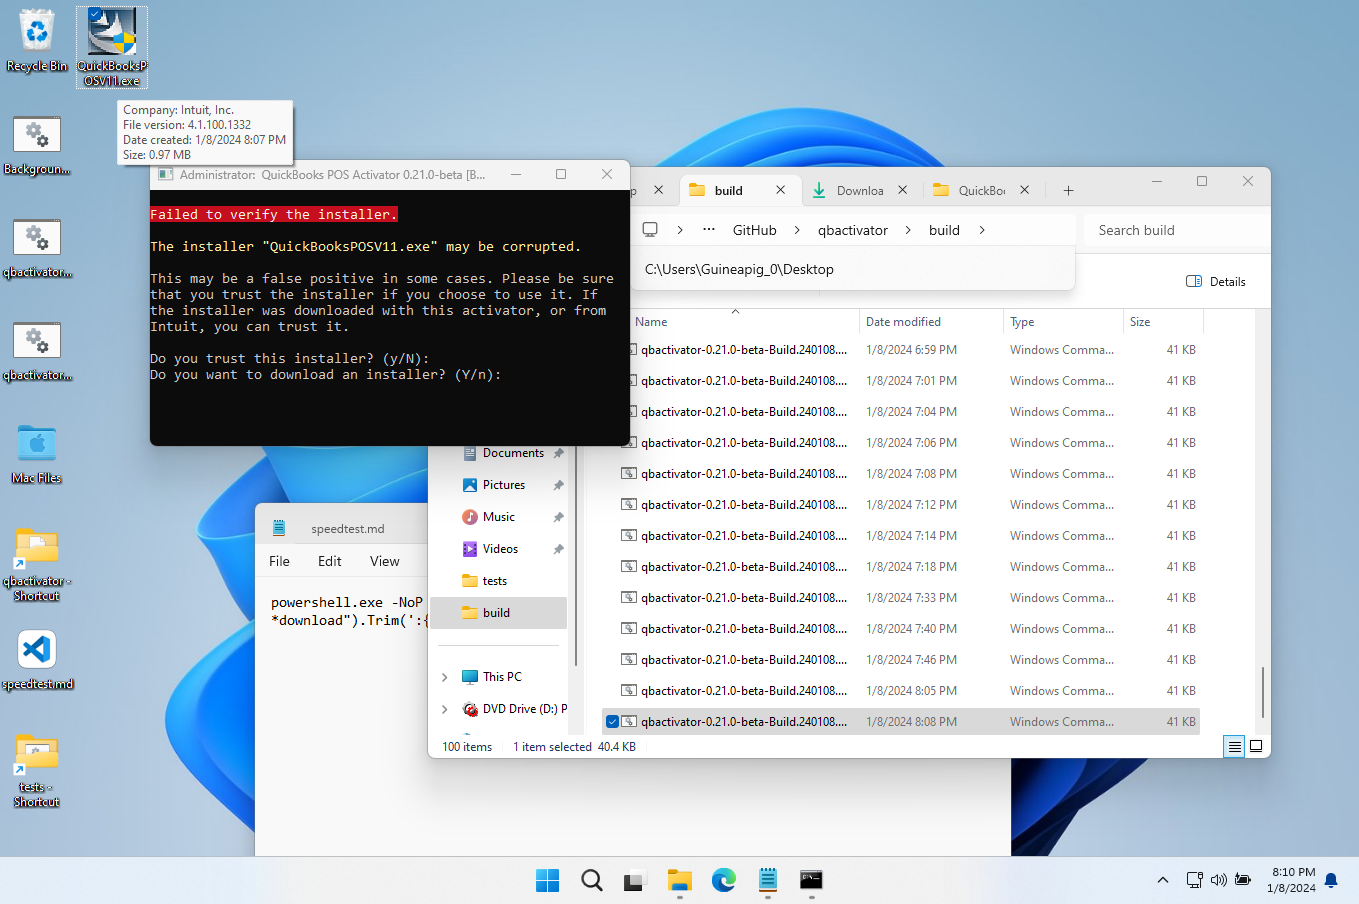 Recycle Bin
QuickBooksP
OSV11.exe
Company: Intuit, Inc.
File version: 4.1.100.1332
Date created: 1/8/2024 8:07 PM
Size: 0.97 MB
Backgroun...
qbactivator...
qbactivator...
Mac Files
qbactivator -
Shortcut
speedtest.md
tests -
Shortcut
Administrator: QuickBooks POS Activator 0.21.0-beta [B...
Failed to verify the installer.
The installer "QuickBooksPOSV11.exe" may be corrupted.
This may be a false positive in some cases. Please be sure
that you trust the installer if you choose to use it. If
the installer was downloaded with this activator, or from
Intuit, you can trust it.
Do you trust this installer? (y/N):
Do you want to download an installer? (Y/n):
p
build
Downloa
QuickBo
GitHub
qbactivator
build
Search build
C:\Users\Guineapig_0\Desktop
Details
Name Date modified Type Size
qbactivator-0.21.0-beta-Build.240108.... 1/8/2024 6:59 PM Windows Comma... 41 KB
qbactivator-0.21.0-beta-Build.240108.... 1/8/2024 7:01 PM Windows Comma... 41 KB
qbactivator-0.21.0-beta-Build.240108.... 1/8/2024 7:04 PM Windows Comma... 41 KB
qbactivator-0.21.0-beta-Build.240108.... 1/8/2024 7:06 PM Windows Comma... 41 KB
qbactivator-0.21.0-beta-Build.240108.... 1/8/2024 7:08 PM Windows Comma... 41 KB
qbactivator-0.21.0-beta-Build.240108.... 1/8/2024 7:12 PM Windows Comma... 41 KB
qbactivator-0.21.0-beta-Build.240108.... 1/8/2024 7:14 PM Windows Comma... 41 KB
qbactivator-0.21.0-beta-Build.240108.... 1/8/2024 7:18 PM Windows Comma... 41 KB
qbactivator-0.21.0-beta-Build.240108.... 1/8/2024 7:33 PM Windows Comma... 41 KB
qbactivator-0.21.0-beta-Build.240108.... 1/8/2024 7:40 PM Windows Comma... 41 KB
qbactivator-0.21.0-beta-Build.240108.... 1/8/2024 7:46 PM Windows Comma... 41 KB
qbactivator-0.21.0-beta-Build.240108.... 1/8/2024 8:05 PM Windows Comma... 41 KB
qbactivator-0.21.0-beta-Build.240108.... 1/8/2024 8:08 PM Windows Comma... 41 KB
Documents
Pictures
Music
Videos
tests
build
This PC
DVD Drive (D:) P
100 items 1 item selected 40.4 KB
speedtest.md
File Edit View
powershell.exe -NoP
*download").Trim(':{
8:10 PM
1/8/2024